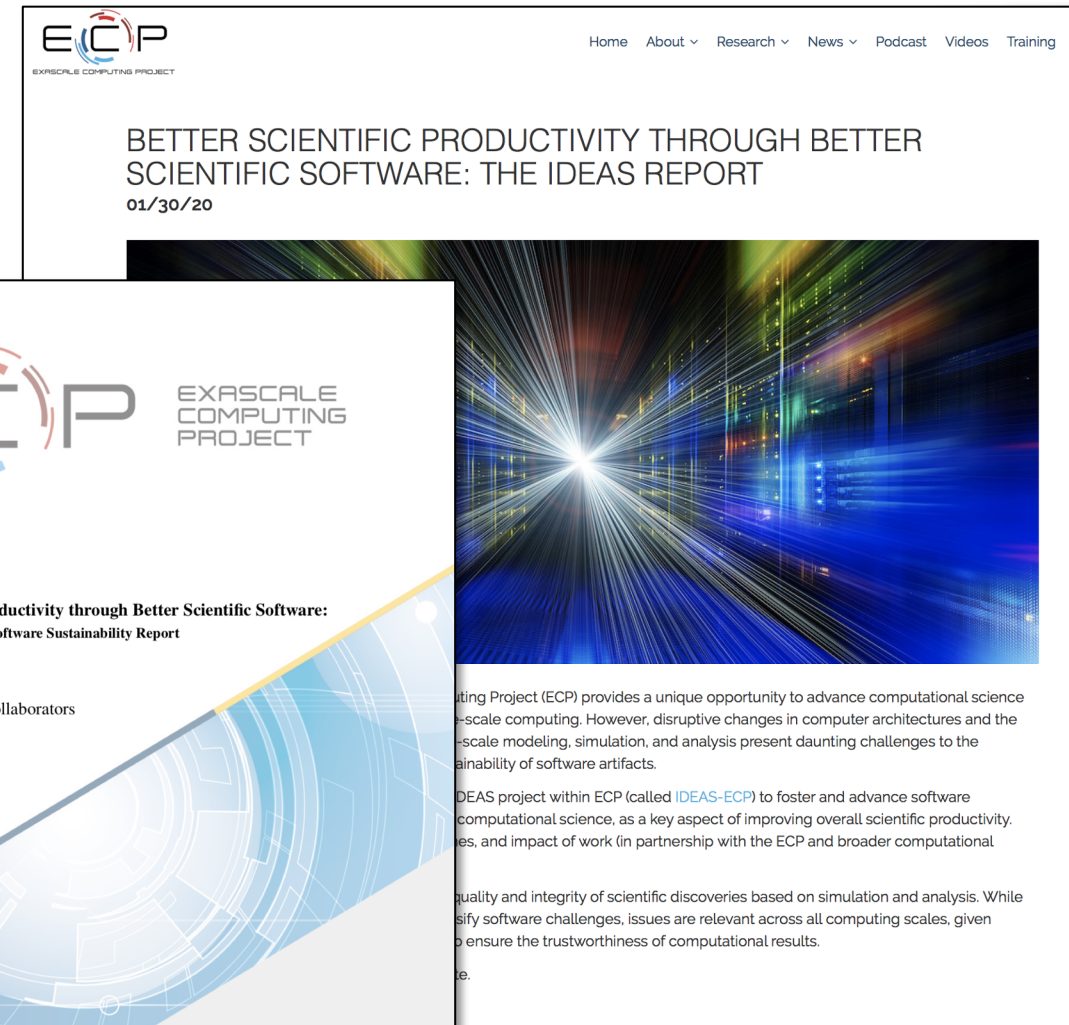 ECP
EXASCALE COMPUTING PROJECT
Home About Research News Podcast Videos Training
BETTER SCIENTIFIC PRODUCTIVITY THROUGH BETTER
SCIENTIFIC SOFTWARE: THE IDEAS REPORT
01/30/20
P
EXASCALE
COMPUTING
PROJECT
ductivity through Better Scientific Software:
oftware Sustainability Report
llaborators
uting Project (ECP) provides a unique opportunity to advance computational science
-scale computing. However, disruptive changes in computer architectures and the
-scale modeling, simulation, and analysis present daunting challenges to the
ainability of software artifacts.
DEAS project within ECP (called IDEAS-ECP) to foster and advance software
computational science, as a key aspect of improving overall scientific productivity.
es, and impact of work (in partnership with the ECP and broader computational
quality and integrity of scientific discoveries based on simulation and analysis. While
sify software challenges, issues are relevant across all computing scales, given
o ensure the trustworthiness of computational results.
te.